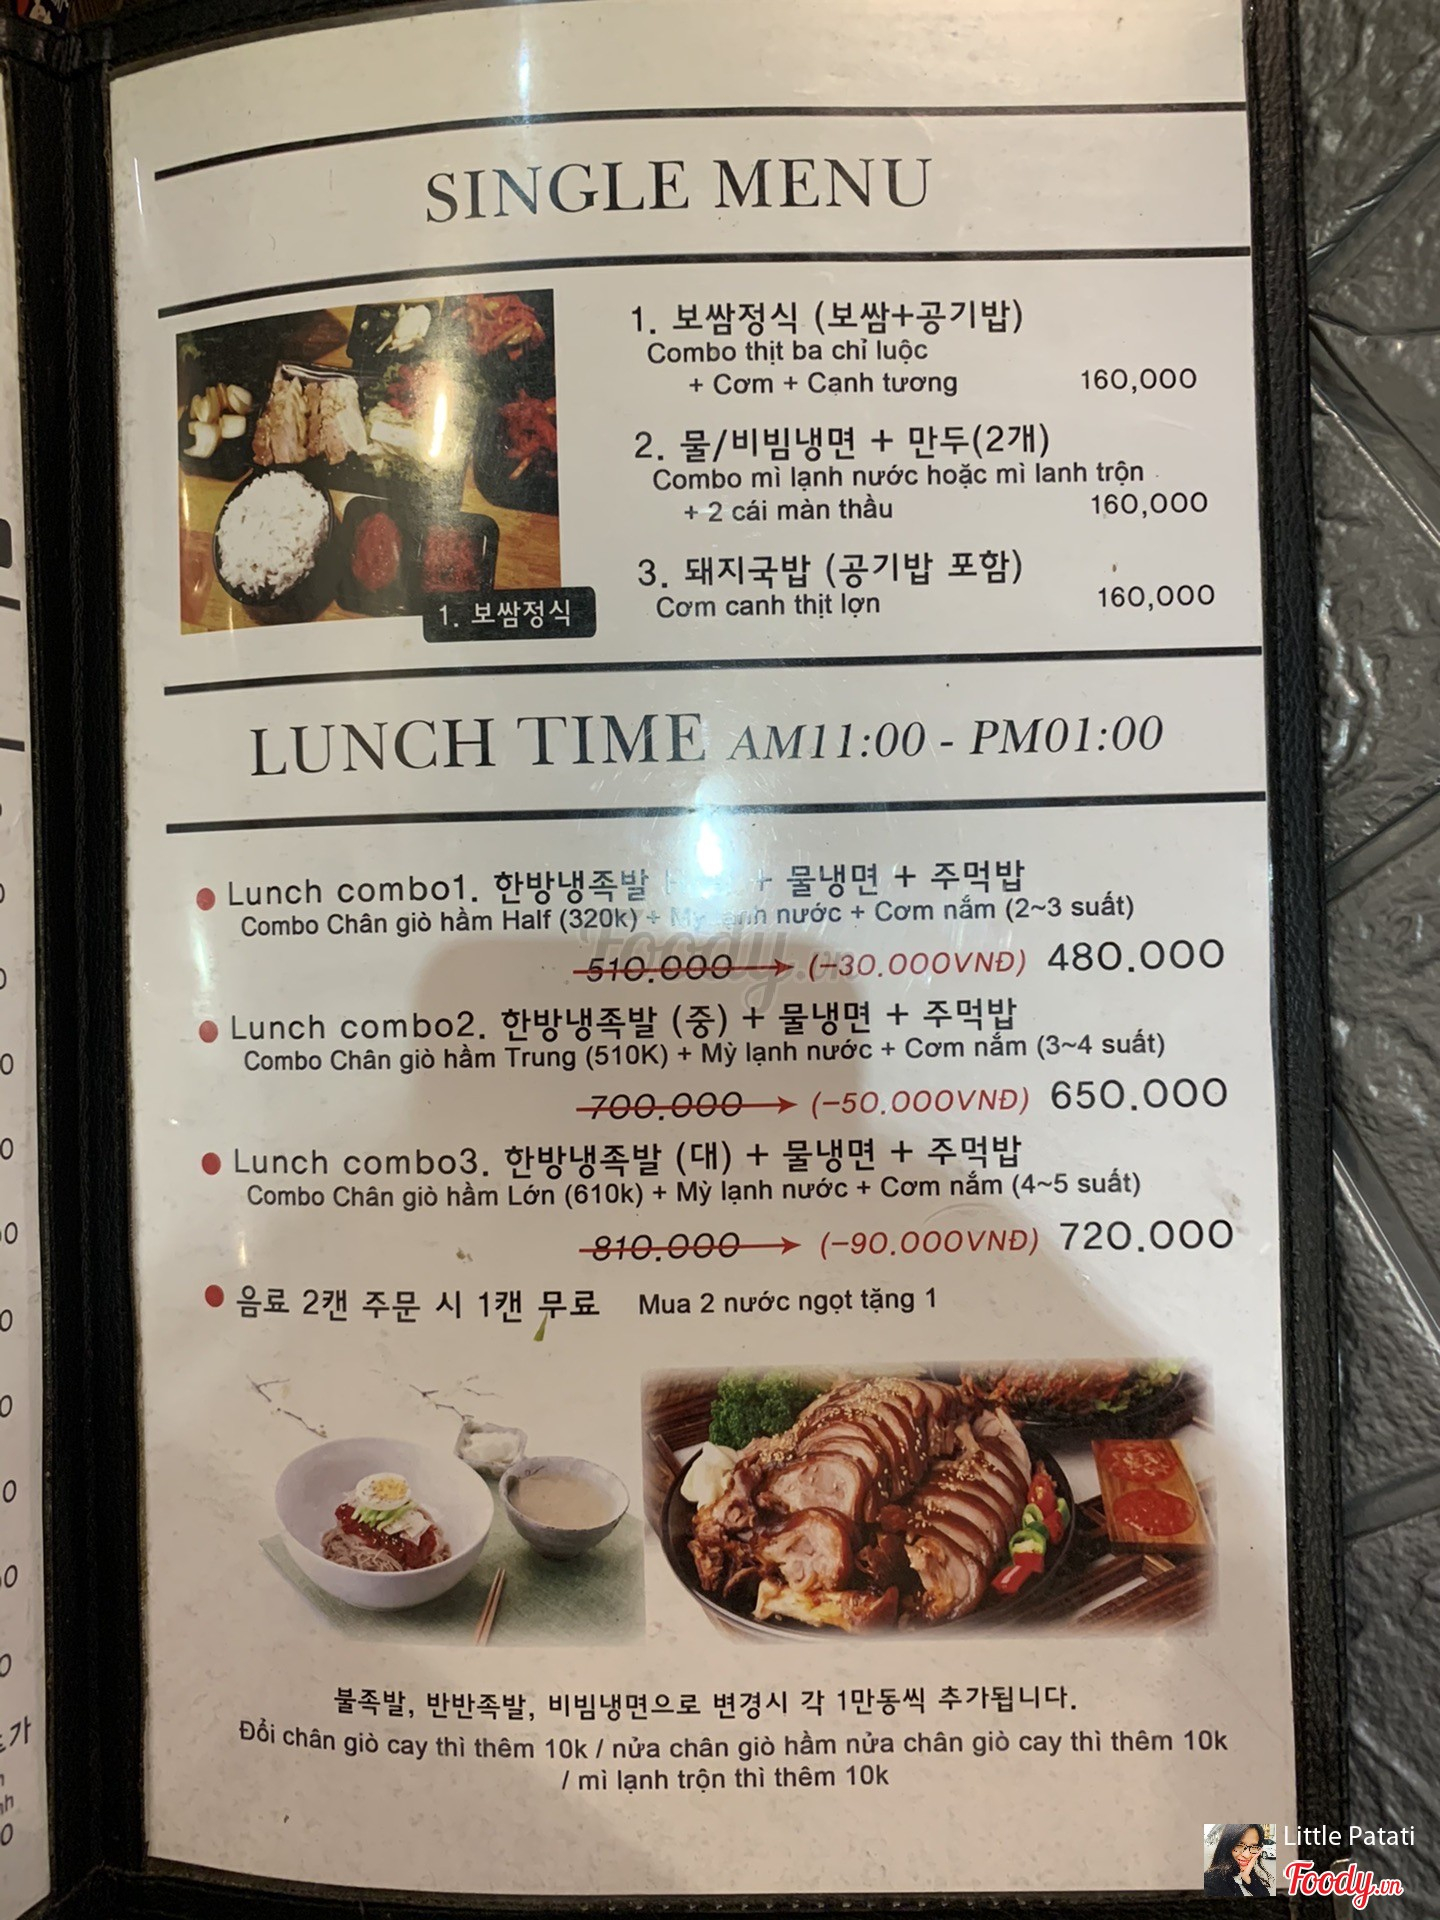 SINGLE MENU
1. 보쌈정식 (보쌈+공기밥)
Combo thịt ba chỉ luộc
+ Cơm + Cạnh tương 160,000
2. 물/비빔냉면 + 만두(2개)
Combo mì lạnh nước hoặc mì lanh trộn
+ 2 cái màn thầu 160,000
3. 돼지국밥 (공기밥 포함)
Cơm canh thịt lợn 160,000
1. 보쌈정식
LUNCH TIME AM11:00 - PM01:00
Lunch combo1. 한방냉족발 + 물냉면 + 주먹밥
Combo Chân giò hầm Half (320k) + Mỳ lạnh nước + Cơm nắm (2~3 suất)
510.000 (-30.000VNĐ) 480.000
Lunch combo2. 한방냉족발 (중) + 물냉면 + 주먹밥
Combo Chân giò hầm Trung (510K) + Mỳ lạnh nước + Cơm nắm (3~4 suất)
700.000 (-50.000VNĐ) 650.000
Lunch combo3. 한방냉족발 (대) + 물냉면 + 주먹밥
Combo Chân giò hầm Lớn (610k) + Mỳ lạnh nước + Cơm nắm (4~5 suất)
810.000 (-90.000VNĐ) 720.000
음료 2캔 주문 시 1캔 무료 Mua 2 nước ngọt tặng 1
불족발, 반반족발, 비빔냉면으로 변경시 각 1만동씩 추가됩니다.
Đổi chân giò cay thì thêm 10k / nửa chân giò hầm nửa chân giò cay thì thêm 10k
/ mì lạnh trộn thì thêm 10k
Foody.vn
Little Patati
Foody.vn